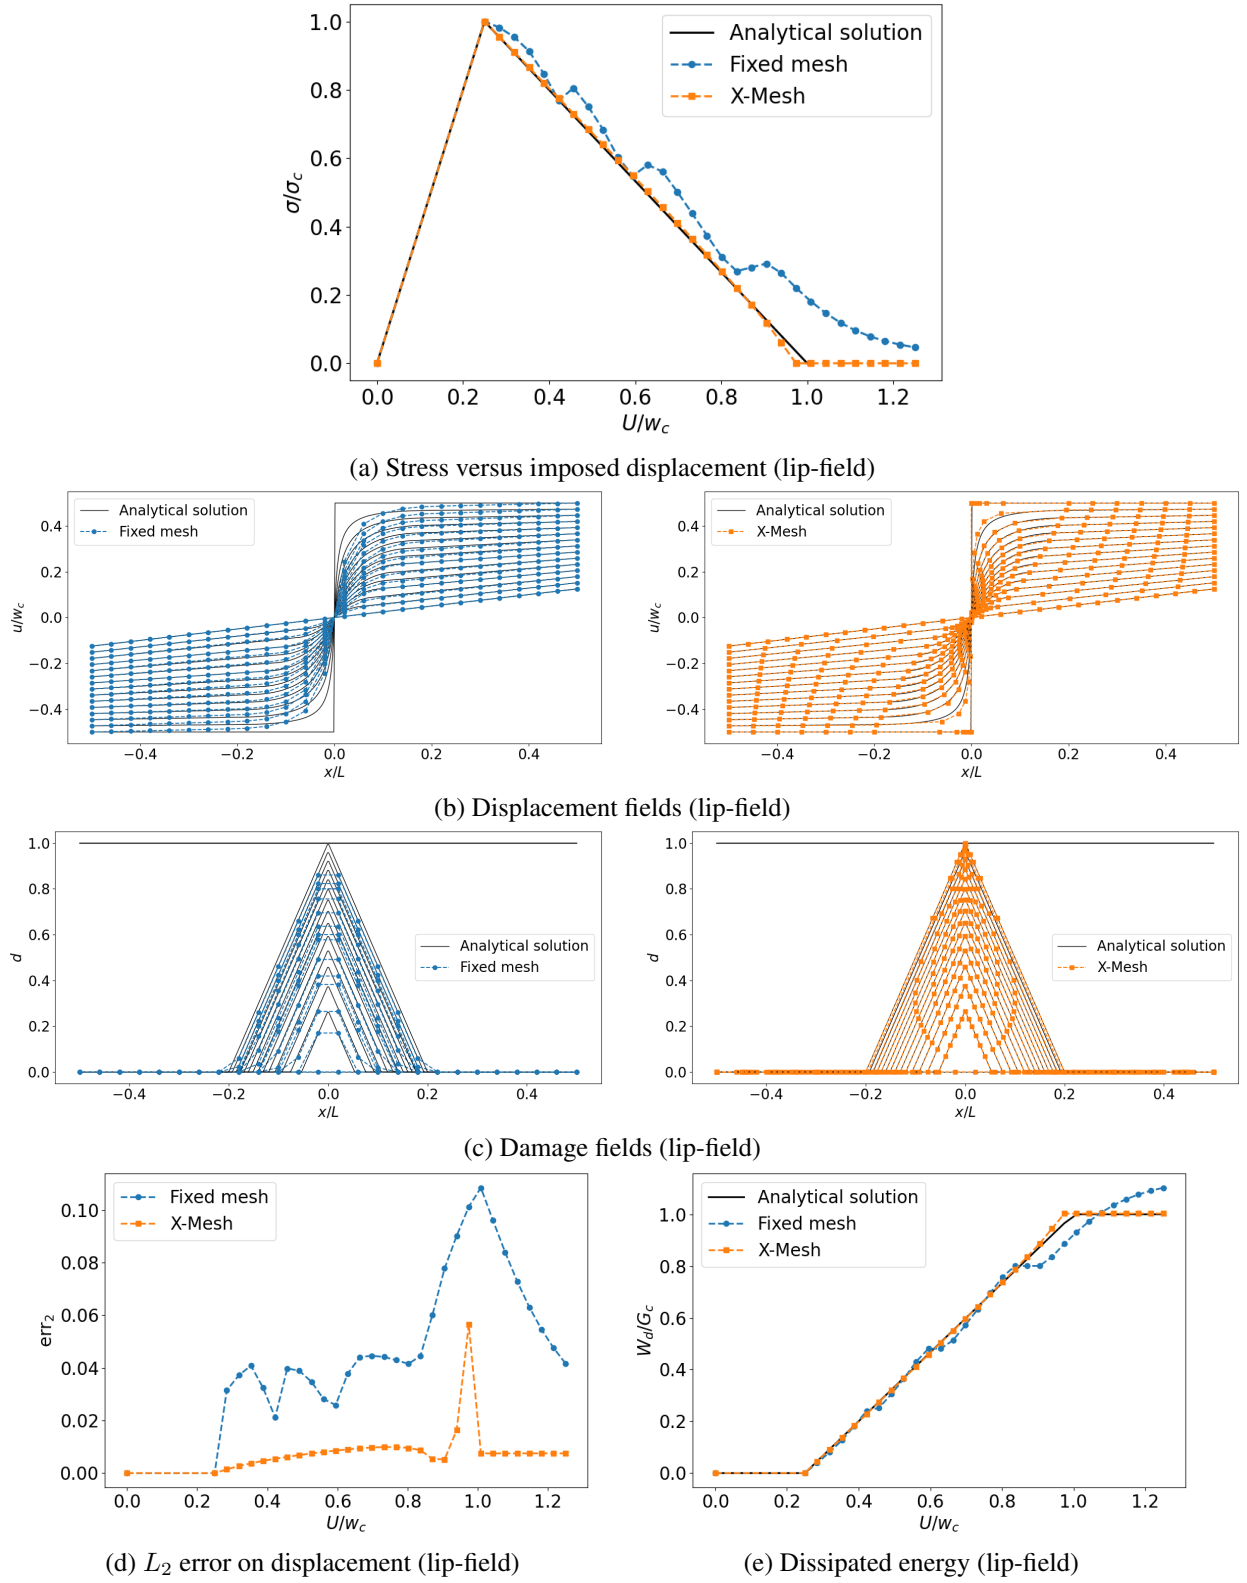 1.0
0.8
0.6
0.4
0.2
0.0
σ/σ_c
Analytical solution
Fixed mesh
X-Mesh
0.0 0.2 0.4 0.6 0.8 1.0 1.2
U/w_c
(a) Stress versus imposed displacement (lip-field)
0.4
0.2
0.0
−0.2
−0.4
u/w_c
Analytical solution
Fixed mesh
−0.4 −0.2 0.0 0.2 0.4
x/L
0.4
0.2
0.0
−0.2
−0.4
u/w_c
Analytical solution
X-Mesh
−0.4 −0.2 0.0 0.2 0.4
x/L
(b) Displacement fields (lip-field)
1.0
0.8
0.6
0.4
0.2
0.0
d
Analytical solution
Fixed mesh
−0.4 −0.2 0.0 0.2 0.4
x/L
1.0
0.8
0.6
0.4
0.2
0.0
d
Analytical solution
X-Mesh
−0.4 −0.2 0.0 0.2 0.4
x/L
(c) Damage fields (lip-field)
0.10
0.08
0.06
0.04
0.02
0.00
err₂
Fixed mesh
X-Mesh
0.0 0.2 0.4 0.6 0.8 1.0 1.2
U/w_c
(d) L₂ error on displacement (lip-field)
1.0
0.8
0.6
0.4
0.2
0.0
W_d/G_c
Analytical solution
Fixed mesh
X-Mesh
0.0 0.2 0.4 0.6 0.8 1.0 1.2
U/w_c
(e) Dissipated energy (lip-field)